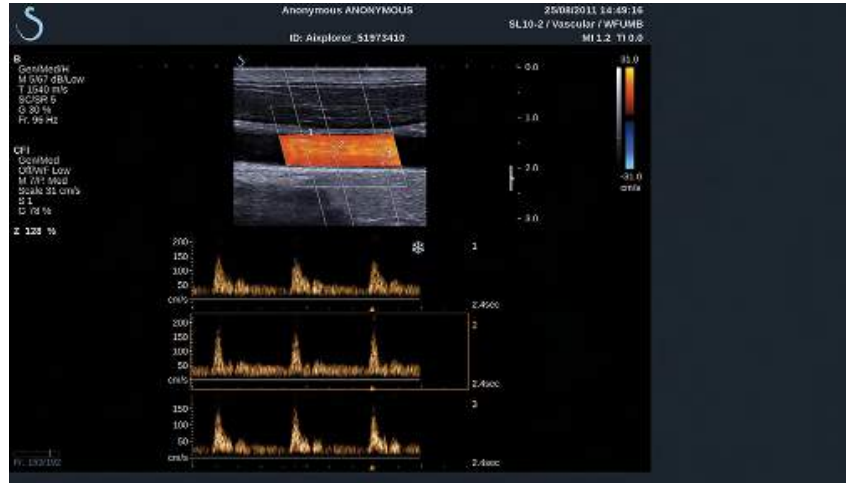 Anonymous ANONYMOUS
25/08/2011 14:49:16
SL10-2 / Vascular / WFUMB
ID: Aixplorer_51973410
MI 1.2 TI 0.0
B
Gen/Med/H
M 5/67 dB/Low
T 1540 m/s
SC/SR 5
G 30 %
Fr. 96 Hz
CFI
Gen/Med
Off/WF Low
M 7/P. Med
Scale 31 cm/s
S 1
G 78 %
Z 128 %
Fr. 193/192
0.0
1.0
2.0
3.0
31.0
-31.0
cm/s
1
200
150
100
50
cm/s
1
2.4sec
200
150
100
50
cm/s
2
2.4sec
150
100
50
cm/s
3
2.4sec